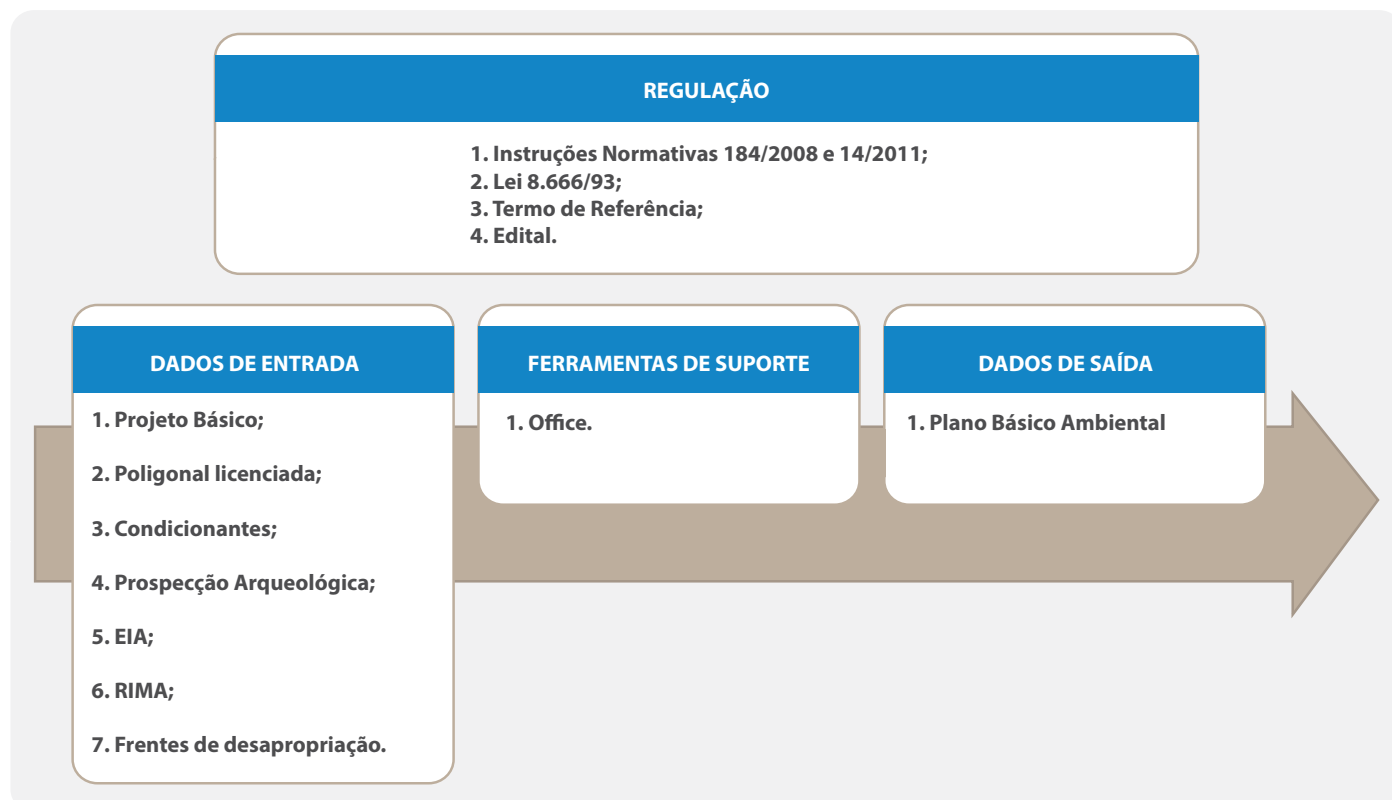 REGULAÇÃO
1. Instruções Normativas 184/2008 e 14/2011;
2. Lei 8.666/93;
3. Termo de Referência;
4. Edital.
DADOS DE ENTRADA
1. Projeto Básico;
2. Poligonal licenciada;
3. Condicionantes;
4. Prospecção Arqueológica;
5. EIA;
6. RIMA;
7. Frentes de desapropriação.
FERRAMENTAS DE SUPORTE
1. Office.
DADOS DE SAÍDA
1. Plano Básico Ambiental